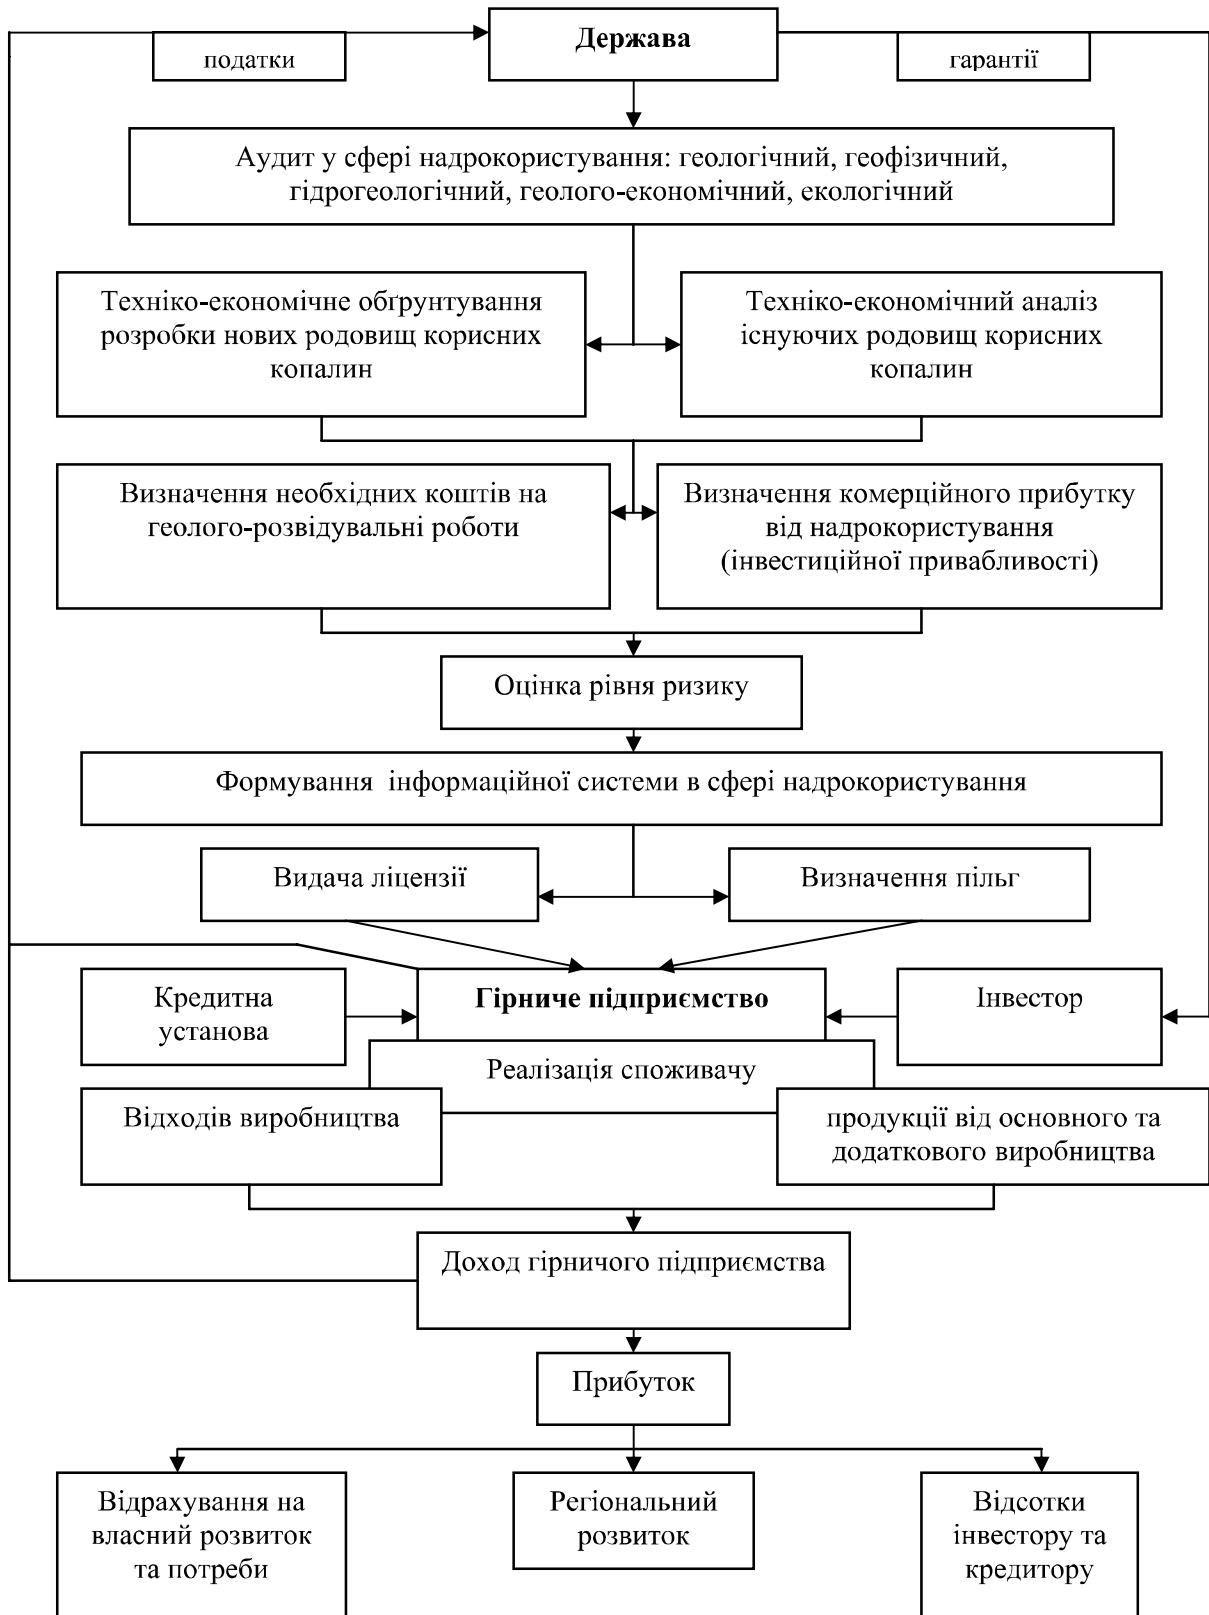 Держава
податки
гарантії
Аудит у сфері надрокористування: геологічний, геофізичний,
гідрогеологічний, геолого-економічний, екологічний
Техніко-економічне обґрунтування
розробки нових родовищ корисних
копалин
Техніко-економічний аналіз
існуючих родовищ корисних
копалин
Визначення необхідних коштів на
геолого-розвідувальні роботи
Визначення комерційного прибутку
від надрокористування
(інвестиційної привабливості)
Оцінка рівня ризику
Формування інформаційної системи в сфері надрокористування
Видача ліцензії
Визначення пільг
Кредитна
установа
Гірниче підприємство
Інвестор
Реалізація споживачу
Відходів виробництва
продукції від основного та
додаткового виробництва
Доход гірничого підприємства
Прибуток
Відрахування на
власний розвиток
та потреби
Регіональний
розвиток
Відсотки
інвестору та
кредитору